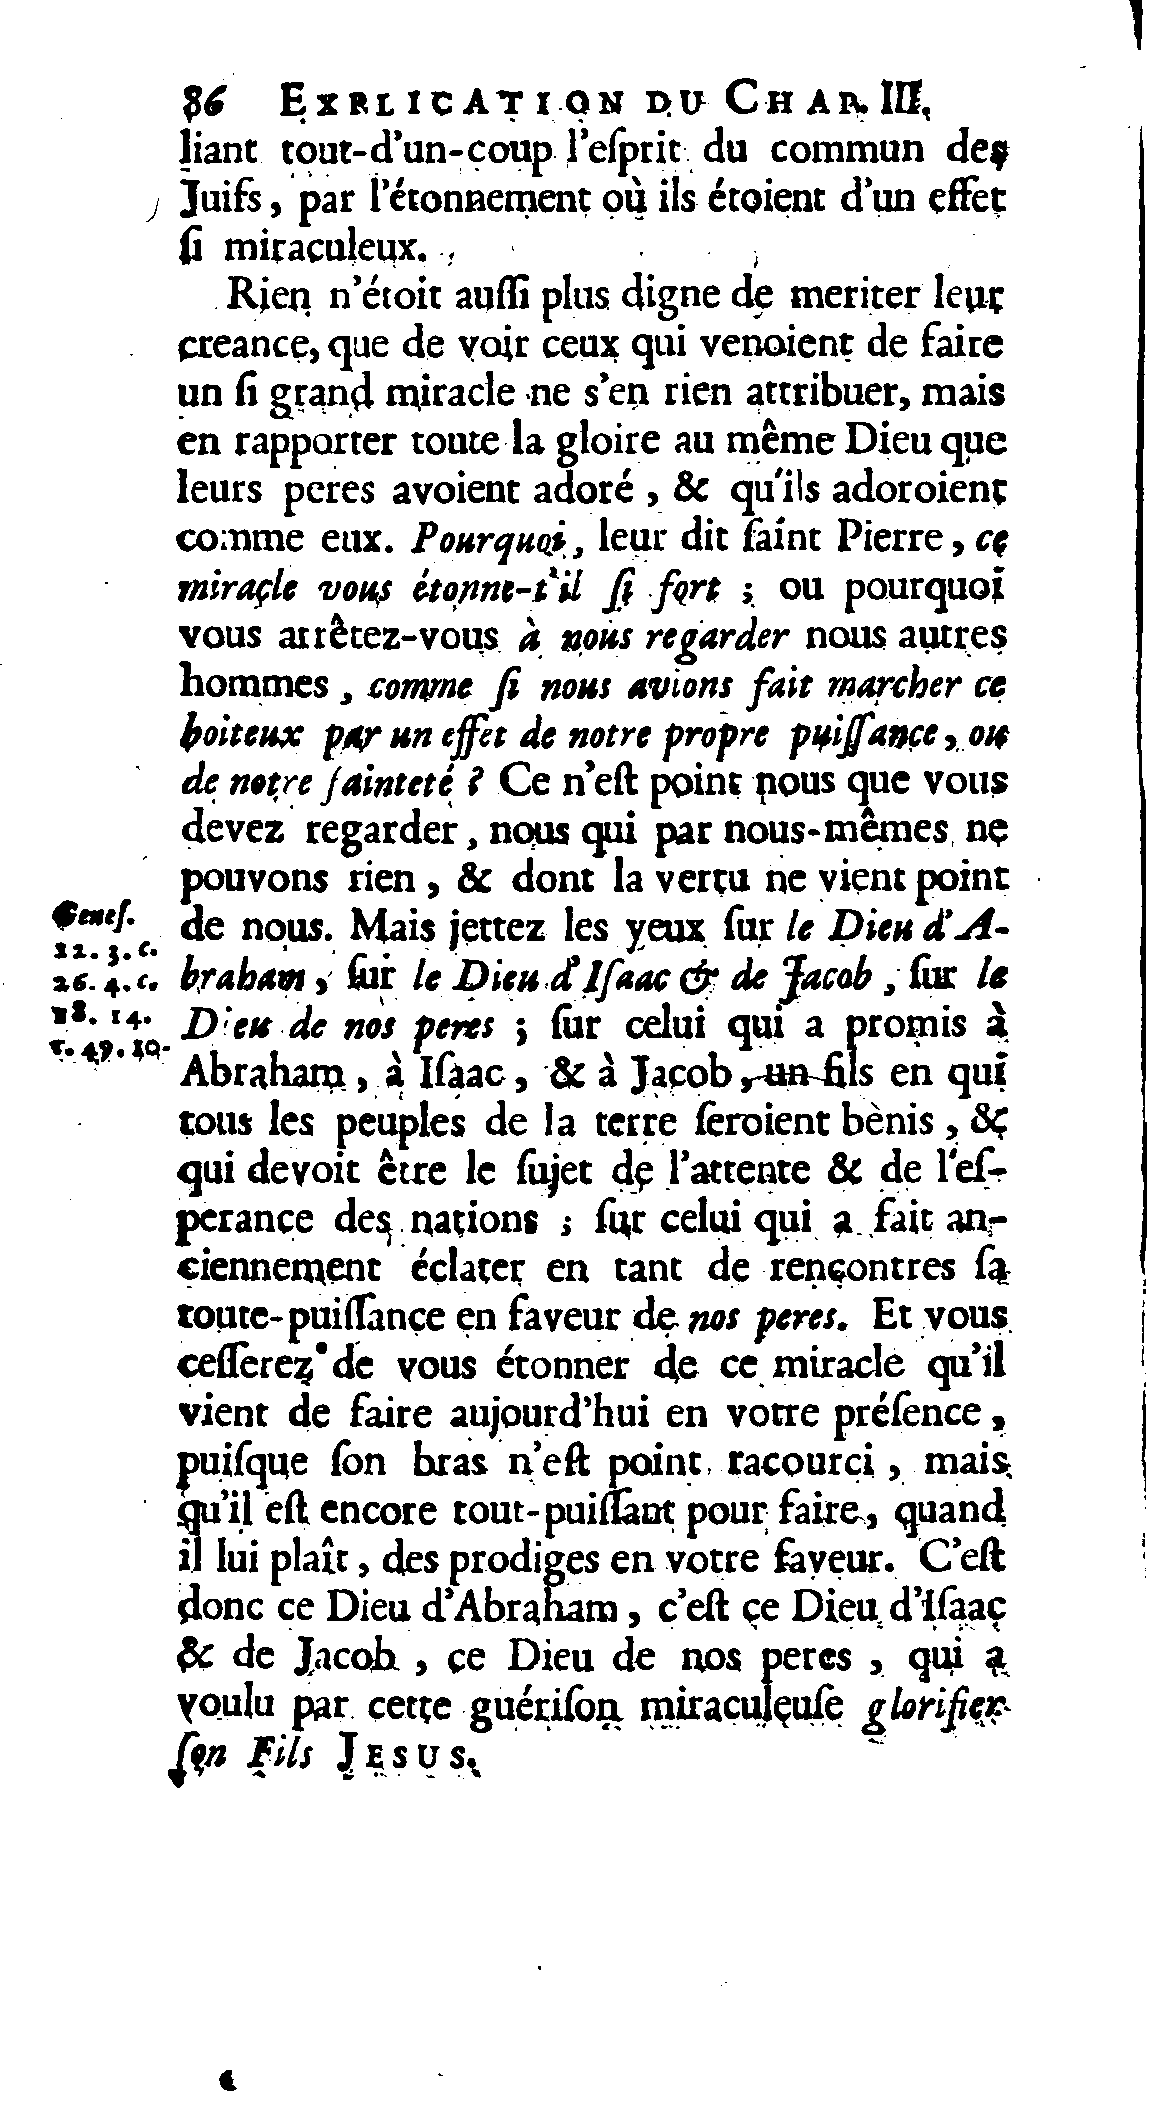 86 EXPLICATION DU CHAP. III.
liant tout-d'un-coup l'eſprit du commun des
Juifs, par l'étonnement où ils étoient d'un effet
ſi miraculeux.
Rien n'étoit auſſi plus digne de meriter leur
creance, que de voir ceux qui venoient de faire
un ſi grand miracle ne s'en rien attribuer, mais
en rapporter toute la gloire au même Dieu que
leurs peres avoient adoré, & qu'ils adoroient
comme eux. Pourquoi, leur dit ſaint Pierre, ce
miracle vous étonne-t'il ſi fort ; ou pourquoi
vous arrêtez-vous à nous regarder nous autres
hommes, comme ſi nous avions fait marcher ce
boiteux par un effet de notre propre puiſſance, ou
de notre ſainteté ? Ce n'eſt point nous que vous
devez regarder, nous qui par nous-mêmes ne
pouvons rien, & dont la vertu ne vient point
de nous. Mais jettez les yeux ſur le Dieu d'A-
braham, ſur le Dieu d'Iſaac & de Jacob, ſur le
Dieu de nos peres ; ſur celui qui a promis à
Abraham, à Iſaac, & à Jacob, un fils en qui
tous les peuples de la terre ſeroient bènis, &
qui devoit être le ſujet de l'attente & de l'eſ-
perance des nations ; ſur celui qui a fait an-
ciennement éclater en tant de rencontres ſa
toute-puiſſance en faveur de nos peres. Et vous
ceſſerez de vous étonner de ce miracle qu'il
vient de faire aujourd'hui en votre préſence,
puiſque ſon bras n'eſt point racourci, mais
qu'il eſt encore tout-puiſſant pour faire, quand
il lui plaît, des prodiges en votre faveur. C'eſt
donc ce Dieu d'Abraham, c'eſt ce Dieu d'Iſaac
& de Jacob, ce Dieu de nos peres, qui a
voulu par cette guériſon miraculeuſe glorifier
ſon Fils JESUS.
Geneſ.
22. 3. c.
26. 4. c.
28. 14.
c. 49. 10.